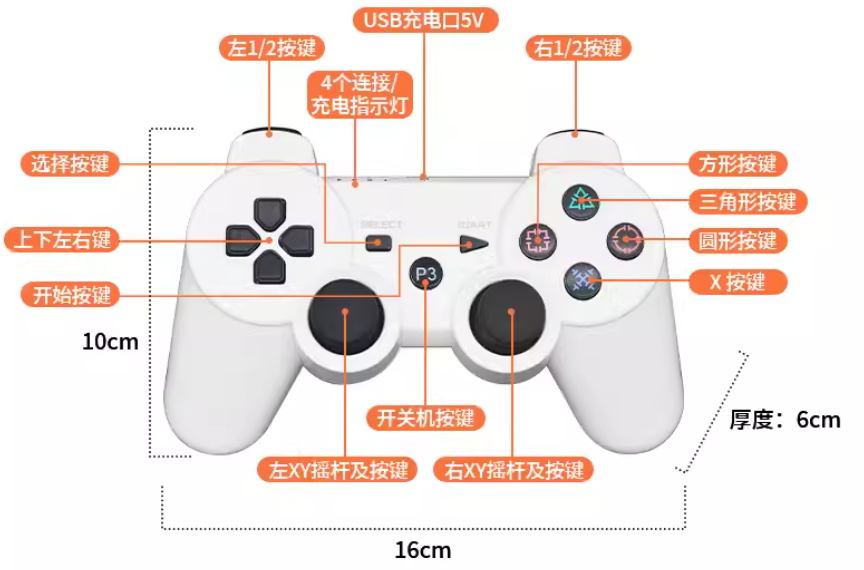 USB充电口5V
左1/2按键
右1/2按键
4个连接/
充电指示灯
选择按键
方形按键
三角形按键
SELECT
START
上下左右键
圆形按键
P3
开始按键
X 按键
10cm
开关机按键
厚度：6cm
左XY摇杆及按键
右XY摇杆及按键
16cm